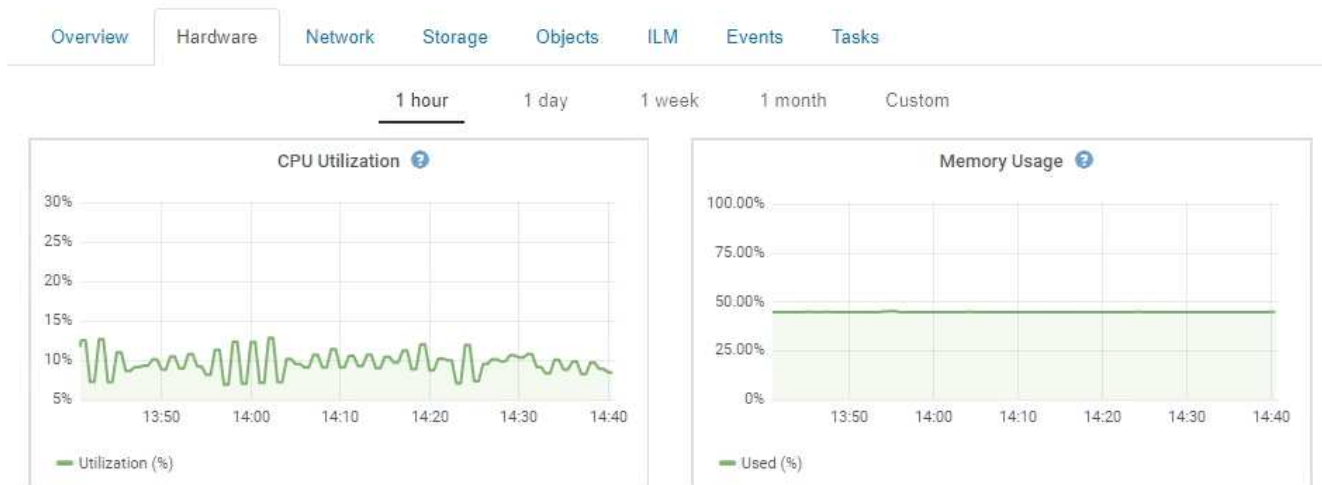 Overview Hardware Network Storage Objects ILM Events Tasks
1 hour 1 day 1 week 1 month Custom
CPU Utilization ?
30%
25%
20%
15%
10%
5%
13:50 14:00 14:10 14:20 14:30 14:40
Utilization (%)
Memory Usage ?
100.00%
75.00%
50.00%
25.00%
0%
13:50 14:00 14:10 14:20 14:30 14:40
Used (%)